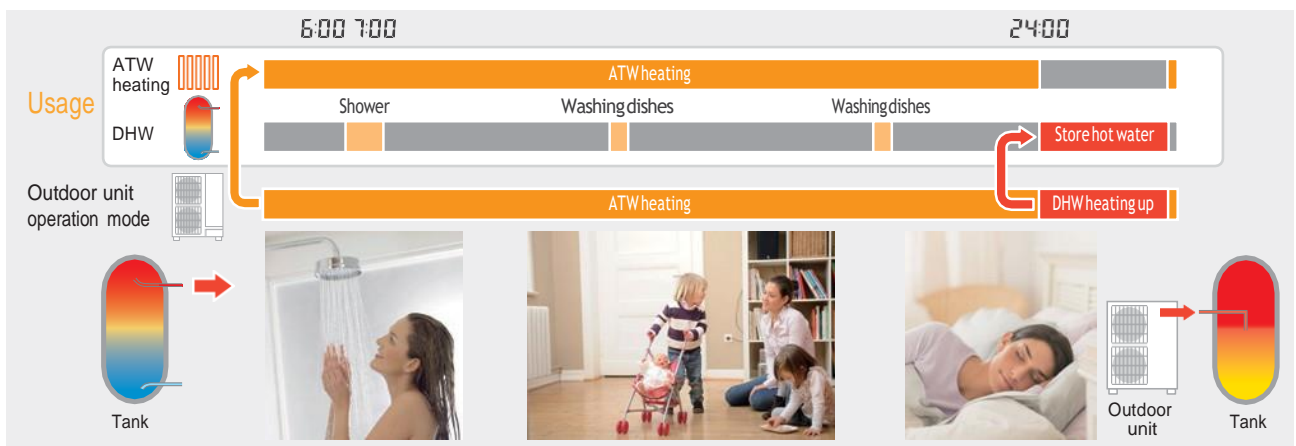 6:00 7:00 24:00
Usage
ATW
heating
ATW heating
Shower Washing dishes Washing dishes
DHW
Store hot water
Outdoor unit
operation mode
ATW heating DHW heating up
Tank
Outdoor
unit
Tank